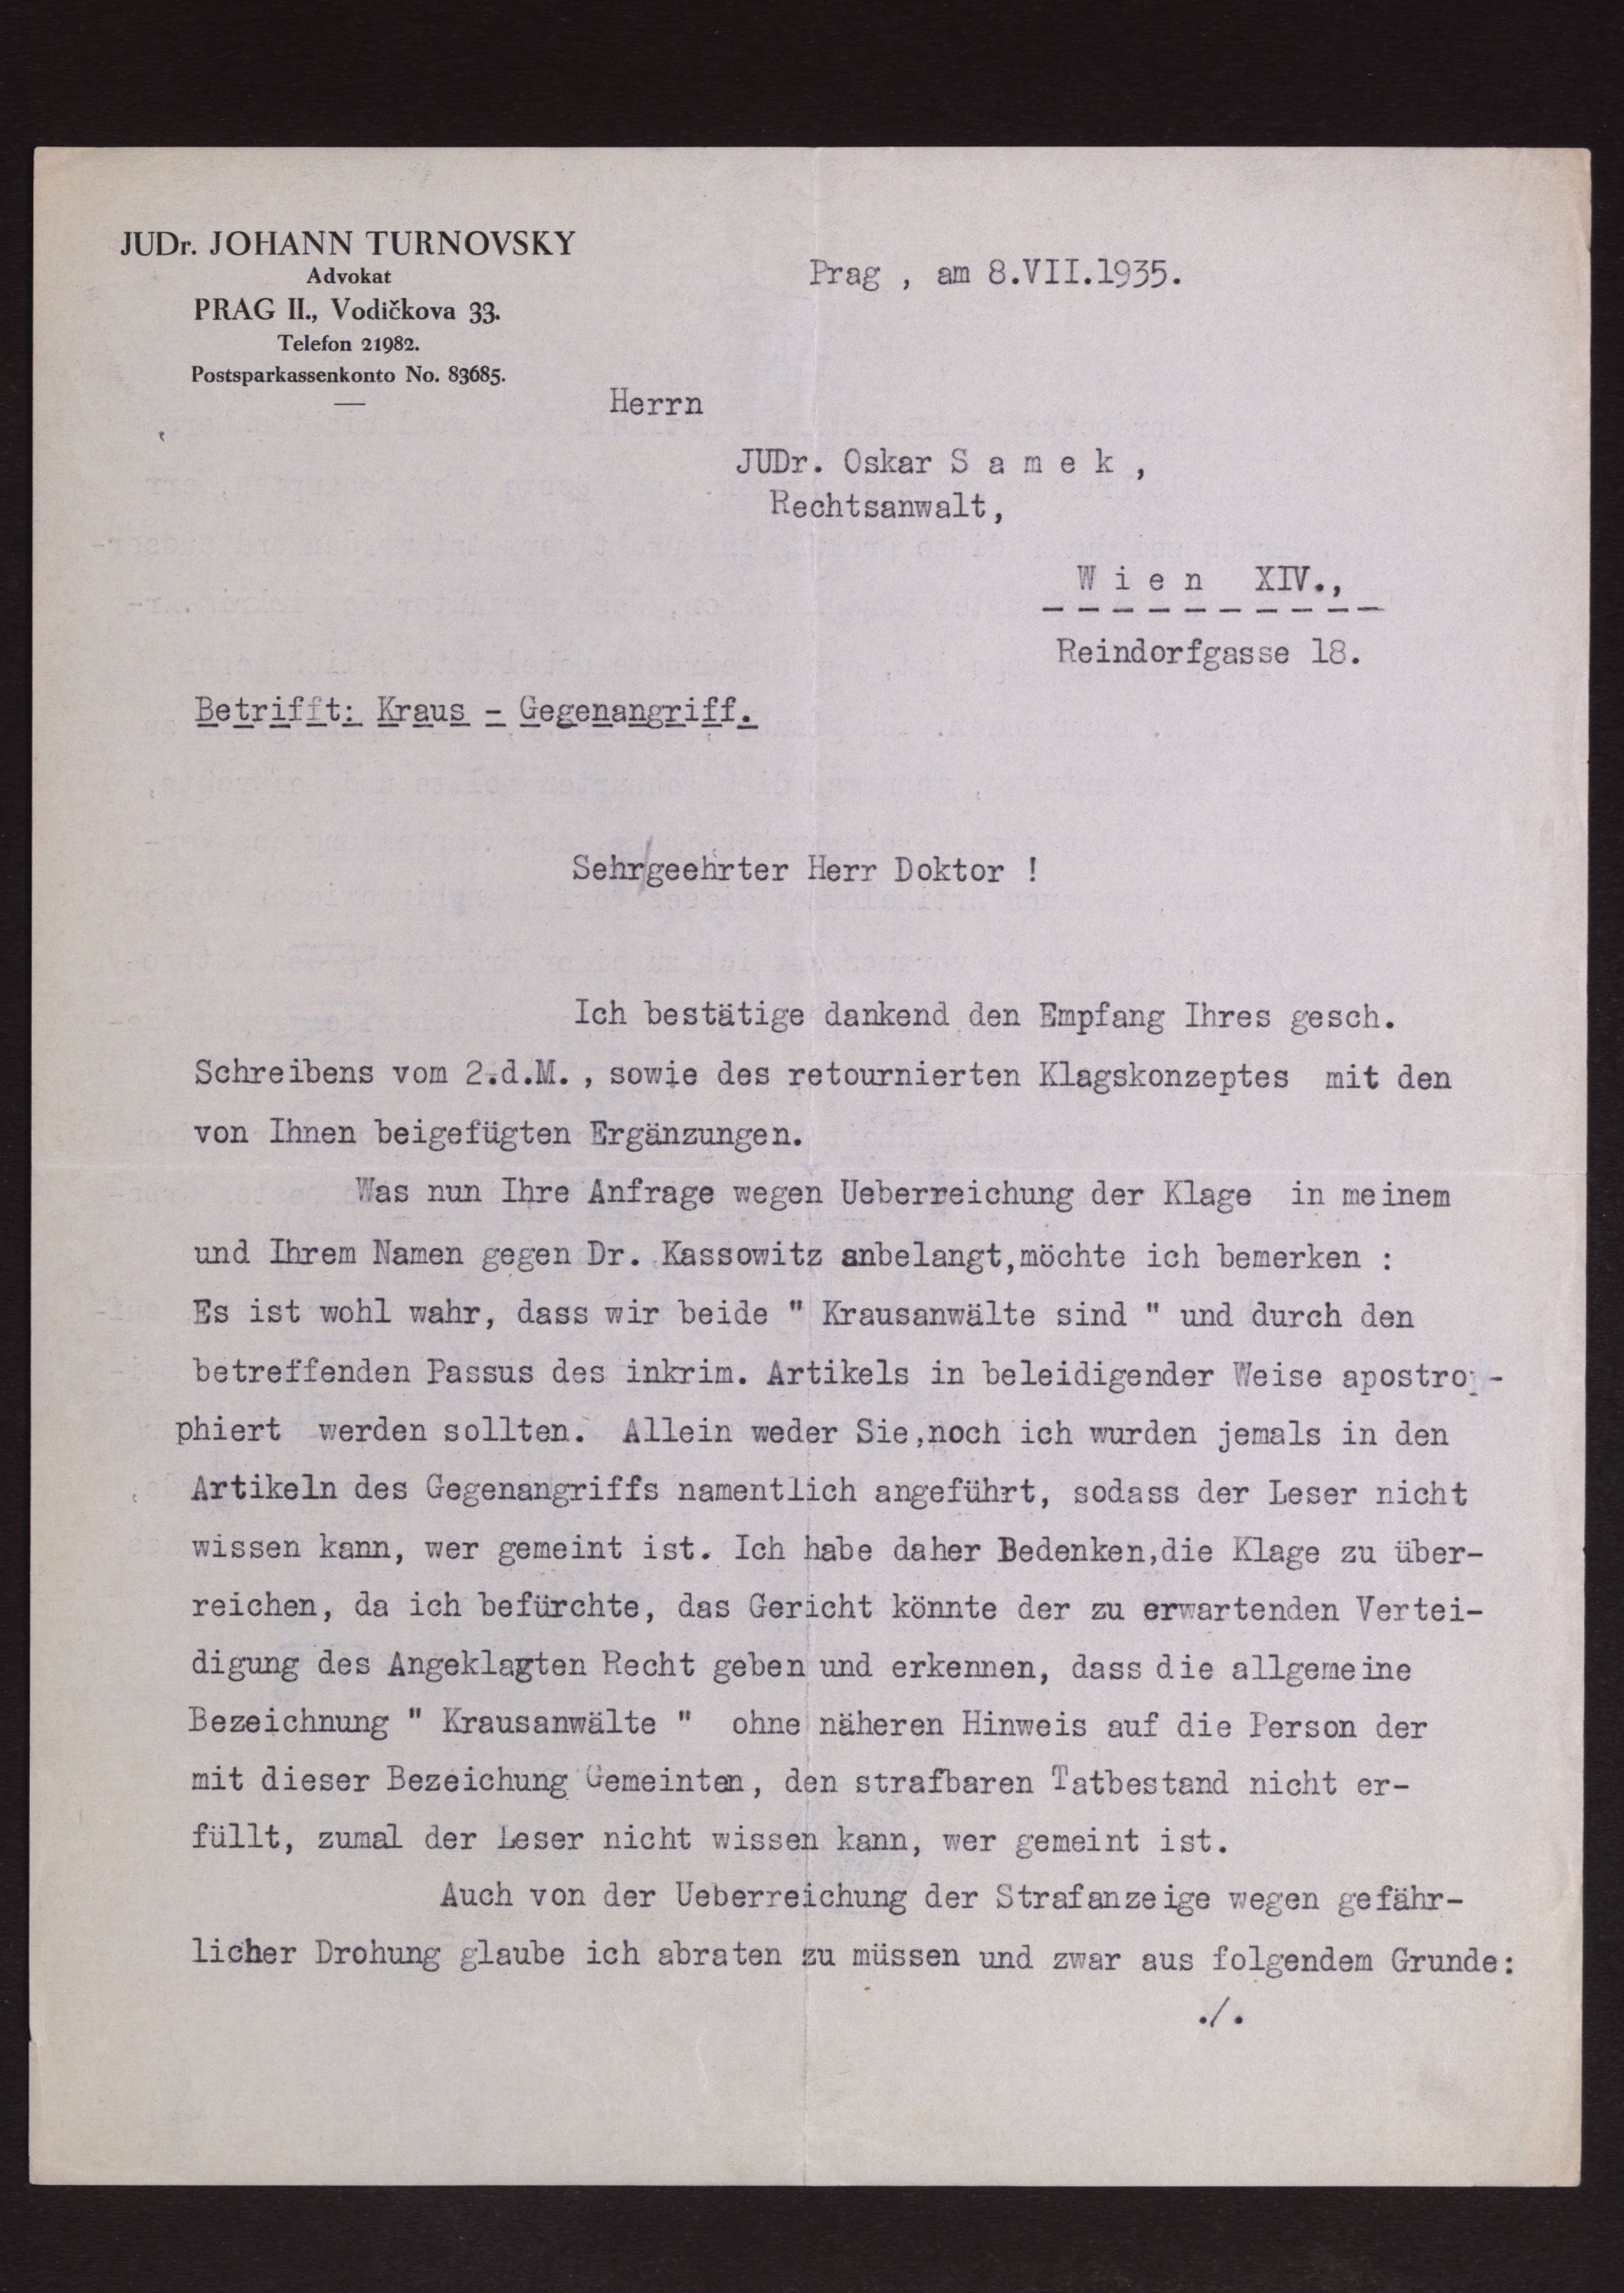 JUDr. JOHANN TURNOVSKY
Advokat
PRAG II., Vodičkova 33.
Telefon 21982.
Postsparkassenkonto No. 83685.
Prag , am 8.VII.1935.
Herrn
JUDr. Oskar S a m e k ,
Rechtsanwalt,
W i e n XIV.,
Reindorfgasse 18.
Betrifft: Kraus - Gegenangriff.
Sehr/geehrter Herr Doktor !
Ich bestätige dankend den Empfang Ihres gesch.
Schreibens vom 2.d.M. , sowie des retournierten Klagskonzeptes mit den
von Ihnen beigefügten Ergänzungen.
Was nun Ihre Anfrage wegen Ueberreichung der Klage in meinem
und Ihrem Namen gegen Dr. Kassowitz anbelangt,möchte ich bemerken :
Es ist wohl wahr, dass wir beide " Krausanwälte sind " und durch den
betreffenden Passus des inkrim. Artikels in beleidigender Weise apostro-
phiert werden sollten. Allein weder Sie,noch ich wurden jemals in den
Artikeln des Gegenangriffs namentlich angeführt, sodass der Leser nicht
wissen kann, wer gemeint ist. Ich habe daher Bedenken,die Klage zu über-
reichen, da ich befürchte, das Gericht könnte der zu erwartenden Vertei-
digung des Angeklagten Recht geben und erkennen, dass die allgemeine
Bezeichnung " Krausanwälte " ohne näheren Hinweis auf die Person der
mit dieser Bezeichung Gemeinten, den strafbaren Tatbestand nicht er-
füllt, zumal der Leser nicht wissen kann, wer gemeint ist.
Auch von der Ueberreichung der Strafanzeige wegen gefähr-
licher Drohung glaube ich abraten zu müssen und zwar aus folgendem Grunde:
./.